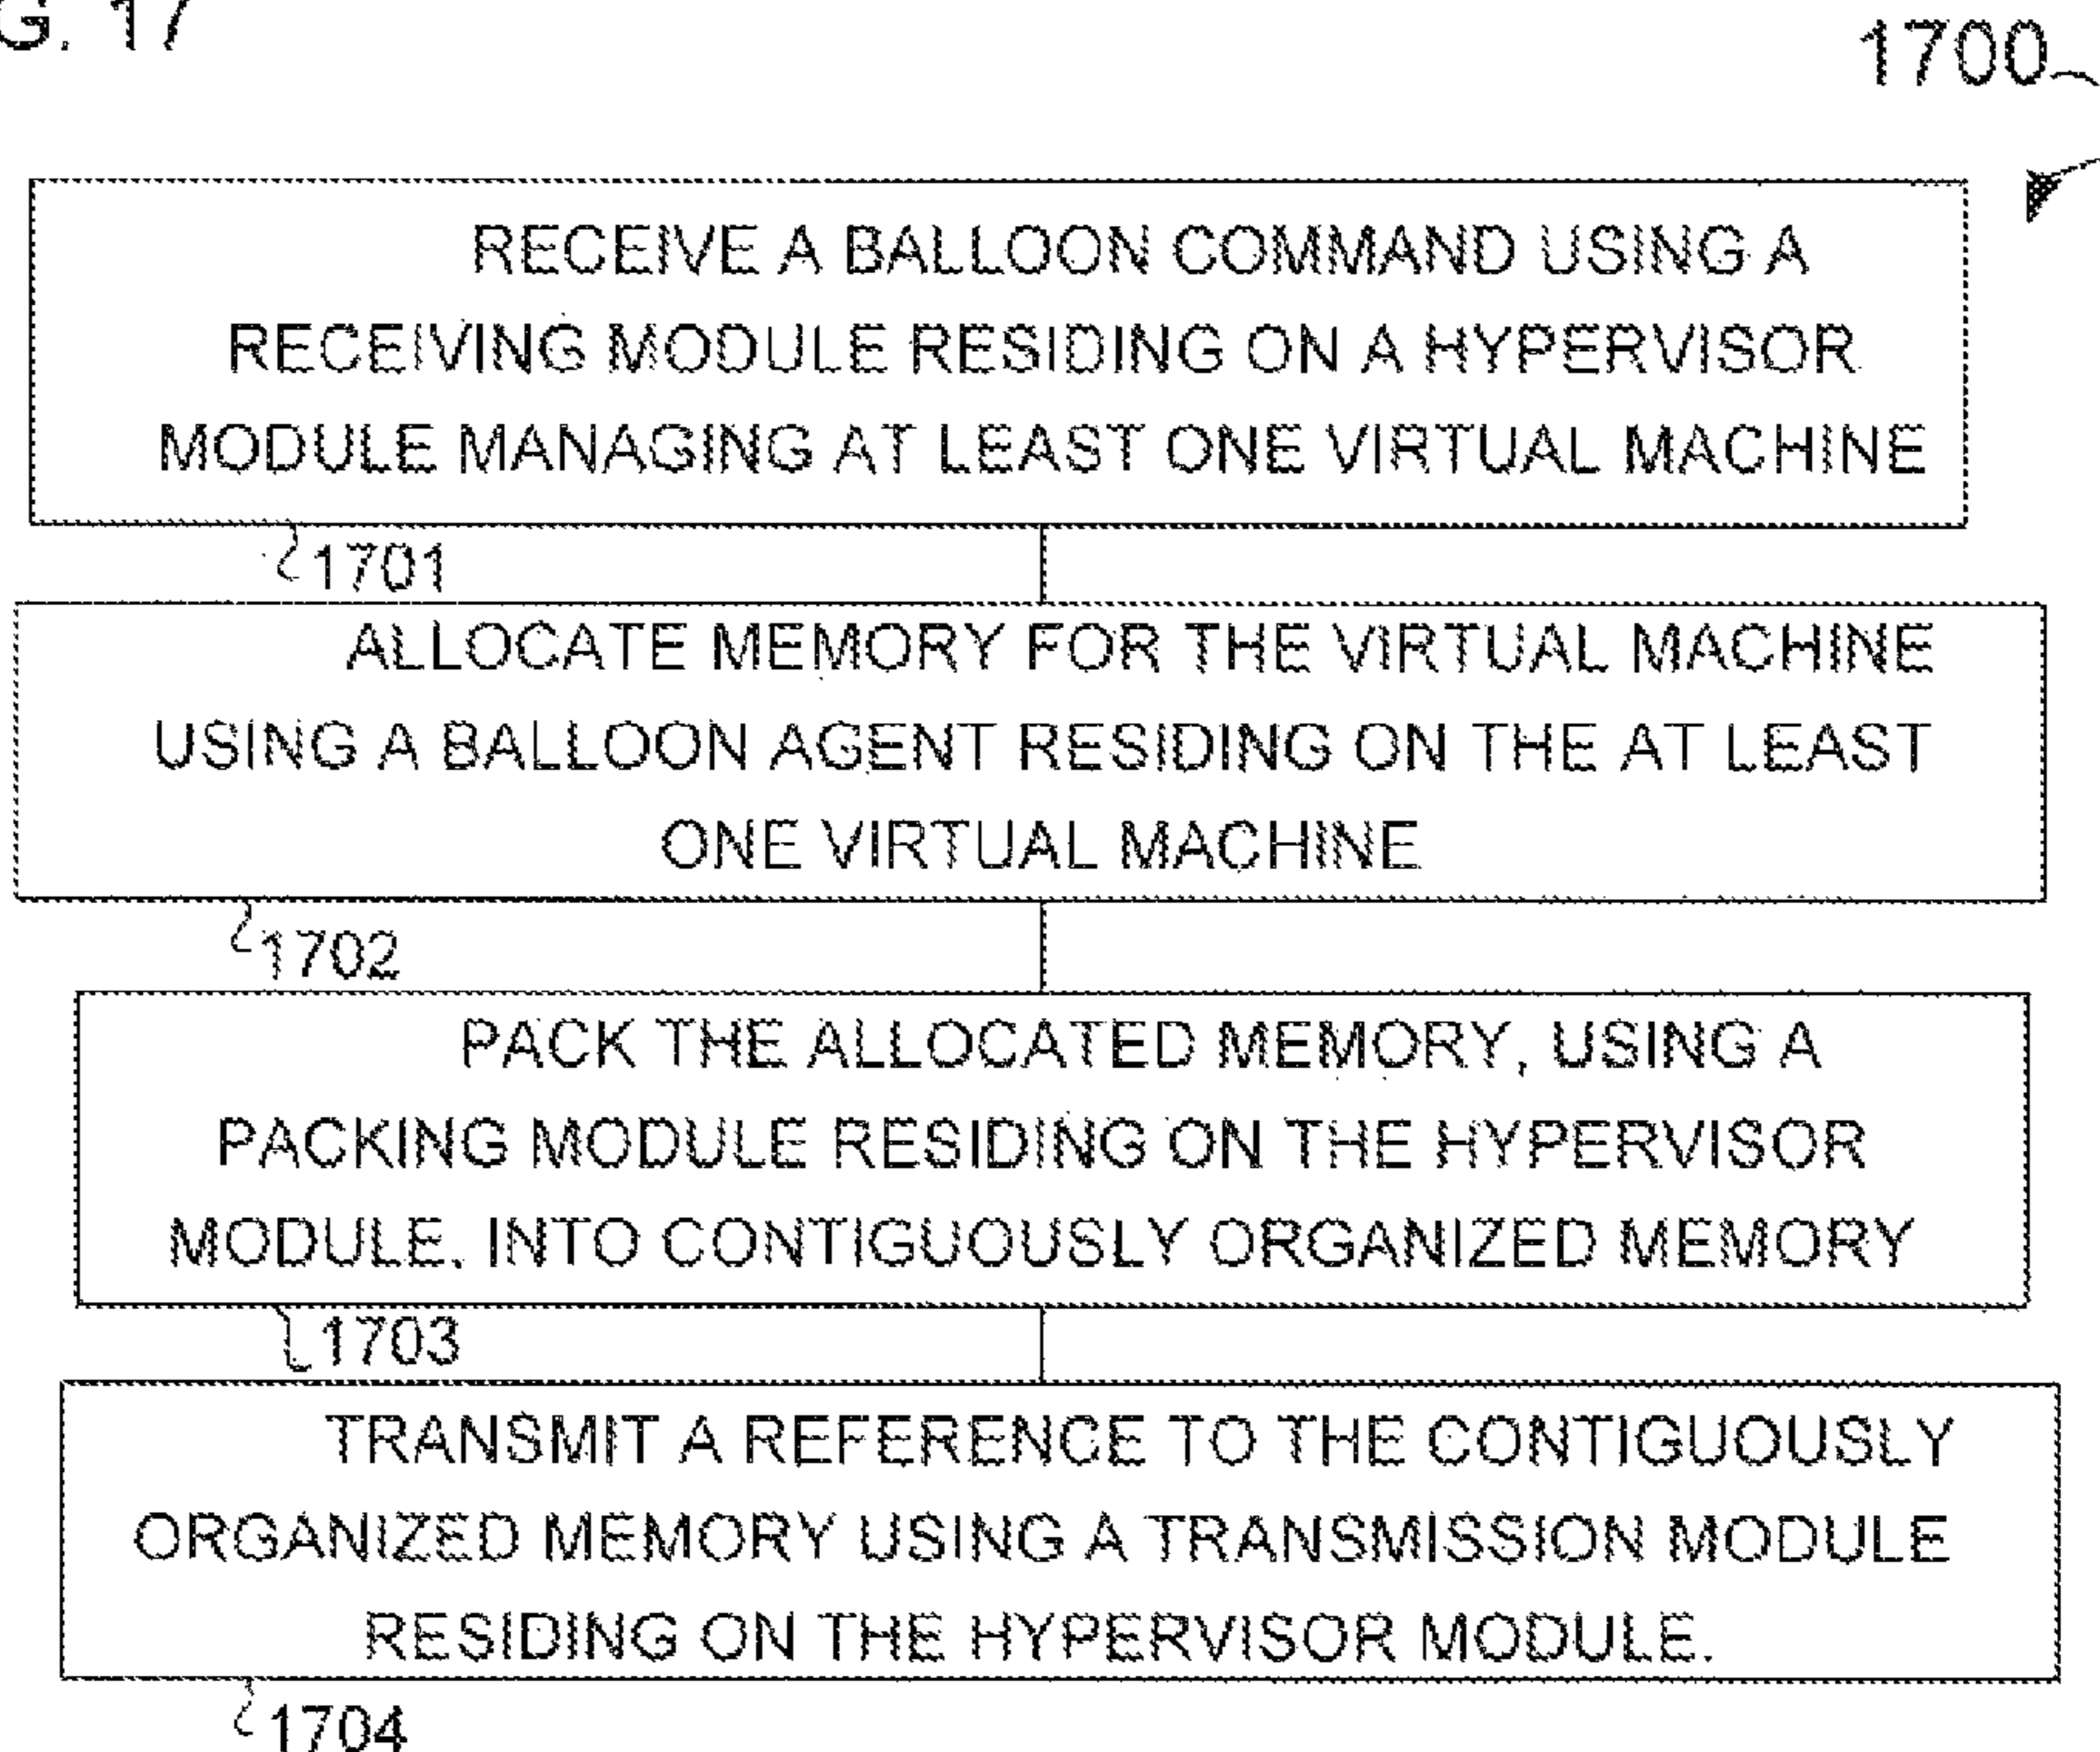 G. 17
1700
RECEIVE A BALLOON COMMAND USING A
RECEIVING MODULE RESIDING ON A HYPERVISOR
MODULE MANAGING AT LEAST ONE VIRTUAL MACHINE
1701
ALLOCATE MEMORY FOR THE VIRTUAL MACHINE
USING A BALLOON AGENT RESIDING ON THE AT LEAST
ONE VIRTUAL MACHINE
1702
PACK THE ALLOCATED MEMORY, USING A
PACKING MODULE RESIDING ON THE HYPERVISOR
MODULE, INTO CONTIGUOUSLY ORGANIZED MEMORY
1703
TRANSMIT A REFERENCE TO THE CONTIGUOUSLY
ORGANIZED MEMORY USING A TRANSMISSION MODULE
RESIDING ON THE HYPERVISOR MODULE.
1704